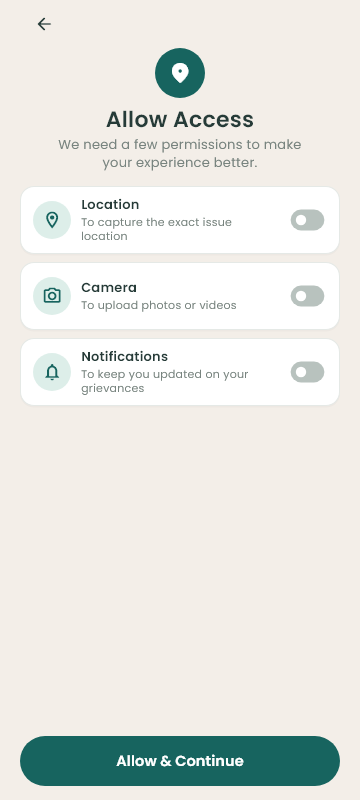 Allow Access
We need a few permissions to make
your experience better.
Location
To capture the exact issue
location
Camera
To upload photos or videos
Notifications
To keep you updated on your
grievances
Allow & Continue